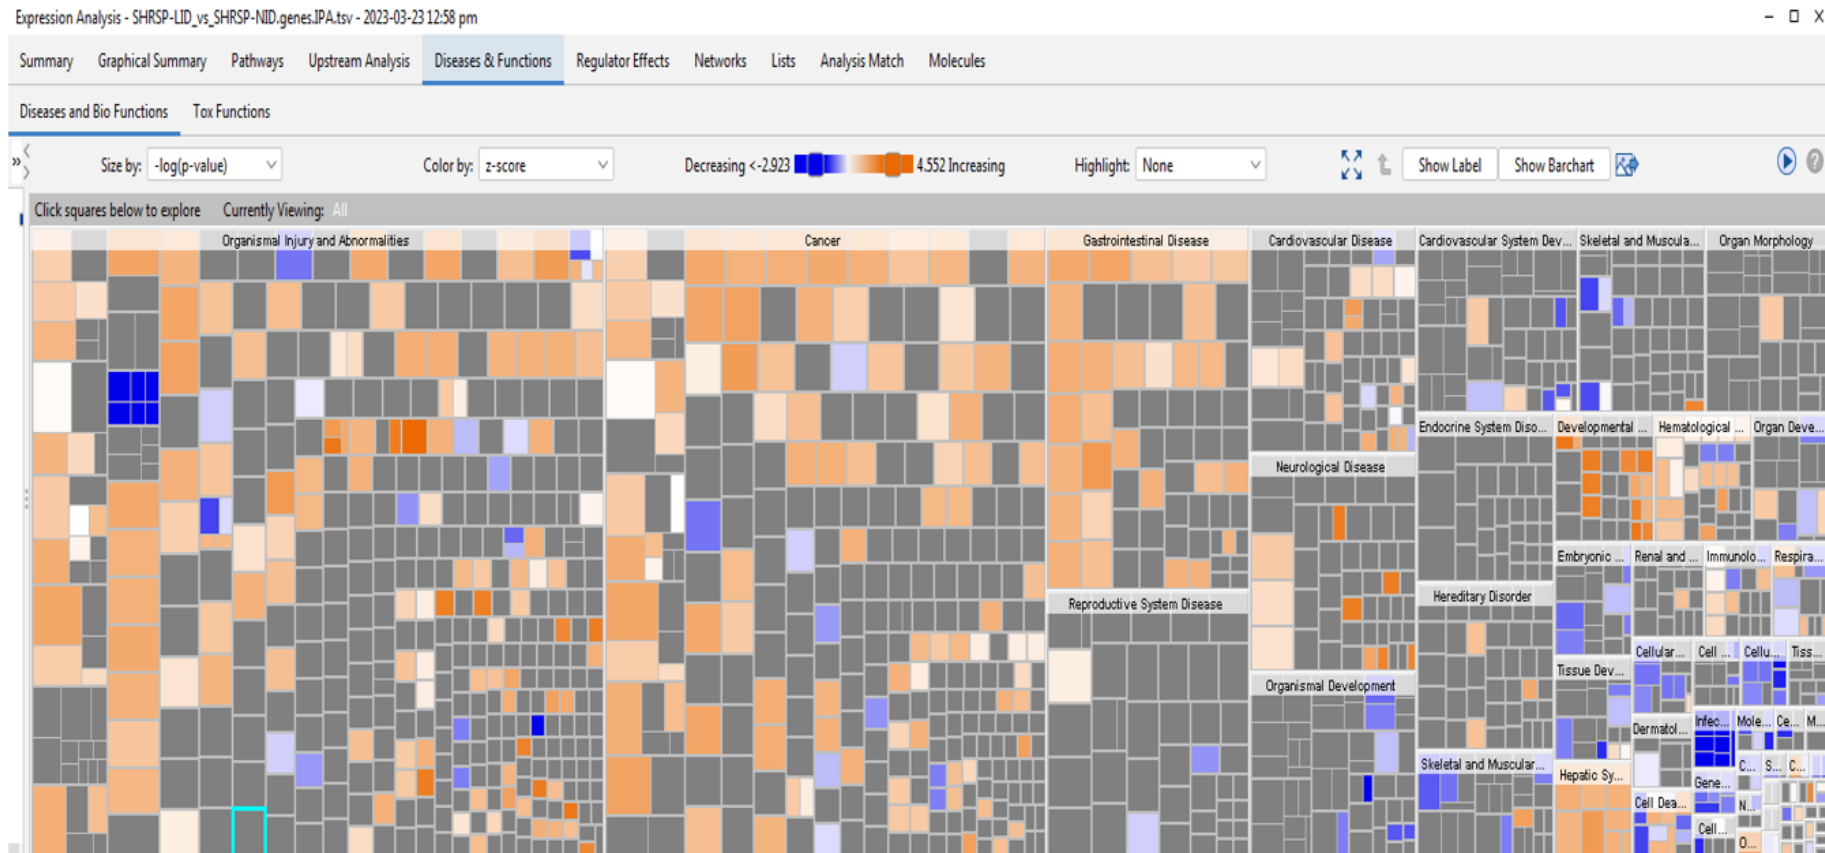 Expression Analysis - SHRSP-LID_vs_SHRSP-NID.genes.IPA.tsv - 2023-03-23 12:58 pm
Summary Graphical Summary Pathways Upstream Analysis Diseases & Functions Regulator Effects Networks Lists Analysis Match Molecules
Diseases and Bio Functions Tox Functions
Size by: -log(p-value) Color by: z-score Decreasing <-2.923 4.552 Increasing Highlight: None Show Label Show Barchart
Click squares below to explore Currently Viewing: All
Organismal Injury and Abnormalities Cancer Gastrointestinal Disease Cardiovascular Disease Cardiovascular System Dev... Skeletal and Muscula... Organ Morphology
Endocrine System Diso... Developmental ... Hematological ... Organ Deve...
Neurological Disease
Embryonic ... Renal and ... Immunolo... Respira...
Reproductive System Disease Hereditary Disorder
Cellular... Cell ... Cellu... Tiss...
Tissue Dev...
Organismal Development
Dermatol... Infec... Mole... Ce... M...
Skeletal and Muscular... C... S... C...
Hepatic Sy... Gene...
Cell Dea... N...
Cell... O...